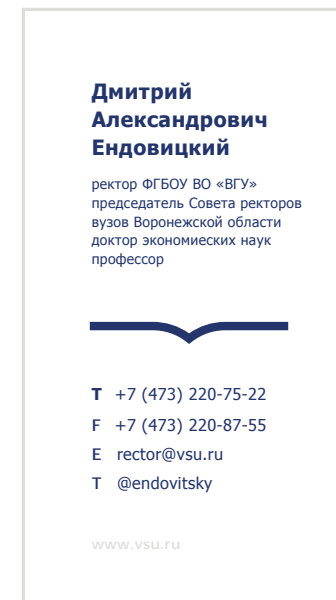 Дмитрий
Александрович
Ендовицкий
ректор ФГБОУ ВО «ВГУ»
председатель Совета ректоров
вузов Воронежской области
доктор экономиеских наук
профессор
T +7 (473) 220-75-22
F +7 (473) 220-87-55
E rector@vsu.ru
T @endovitsky
www.vsu.ru